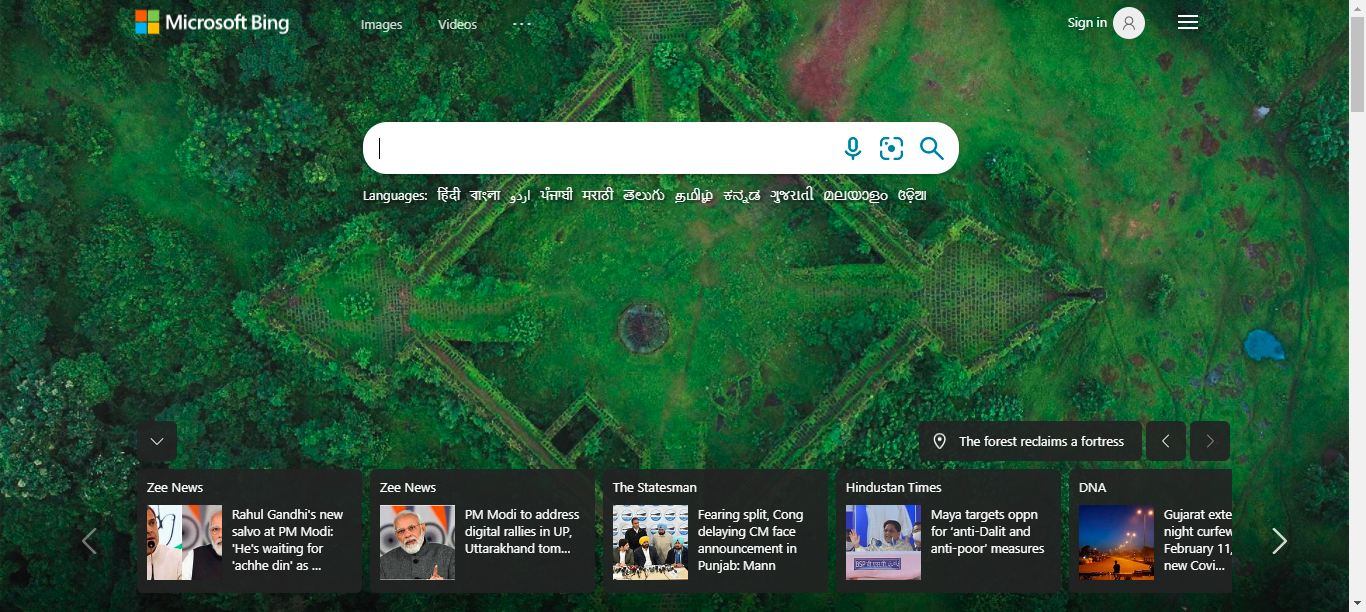 Microsoft Bing
Images
Videos
Sign in
Languages: हिंदी বাংলা اردو ਪੰਜਾਬੀ मराठी తెలుగు தமிழ் ಕನ್ನಡ ગુજરાતી മലയാളം ଓଡ଼ିଆ
The forest reclaims a fortress
Zee News
Rahul Gandhi's new
salvo at PM Modi:
'He's waiting for
'achhe din' as ...
Zee News
PM Modi to address
digital rallies in UP,
Uttarakhand tom...
The Statesman
Fearing split, Cong
delaying CM face
announcement in
Punjab: Mann
Hindustan Times
Maya targets oppn
for 'anti-Dalit and
anti-poor' measures
DNA
Gujarat exte
night curfew
February 11,
new Covi...